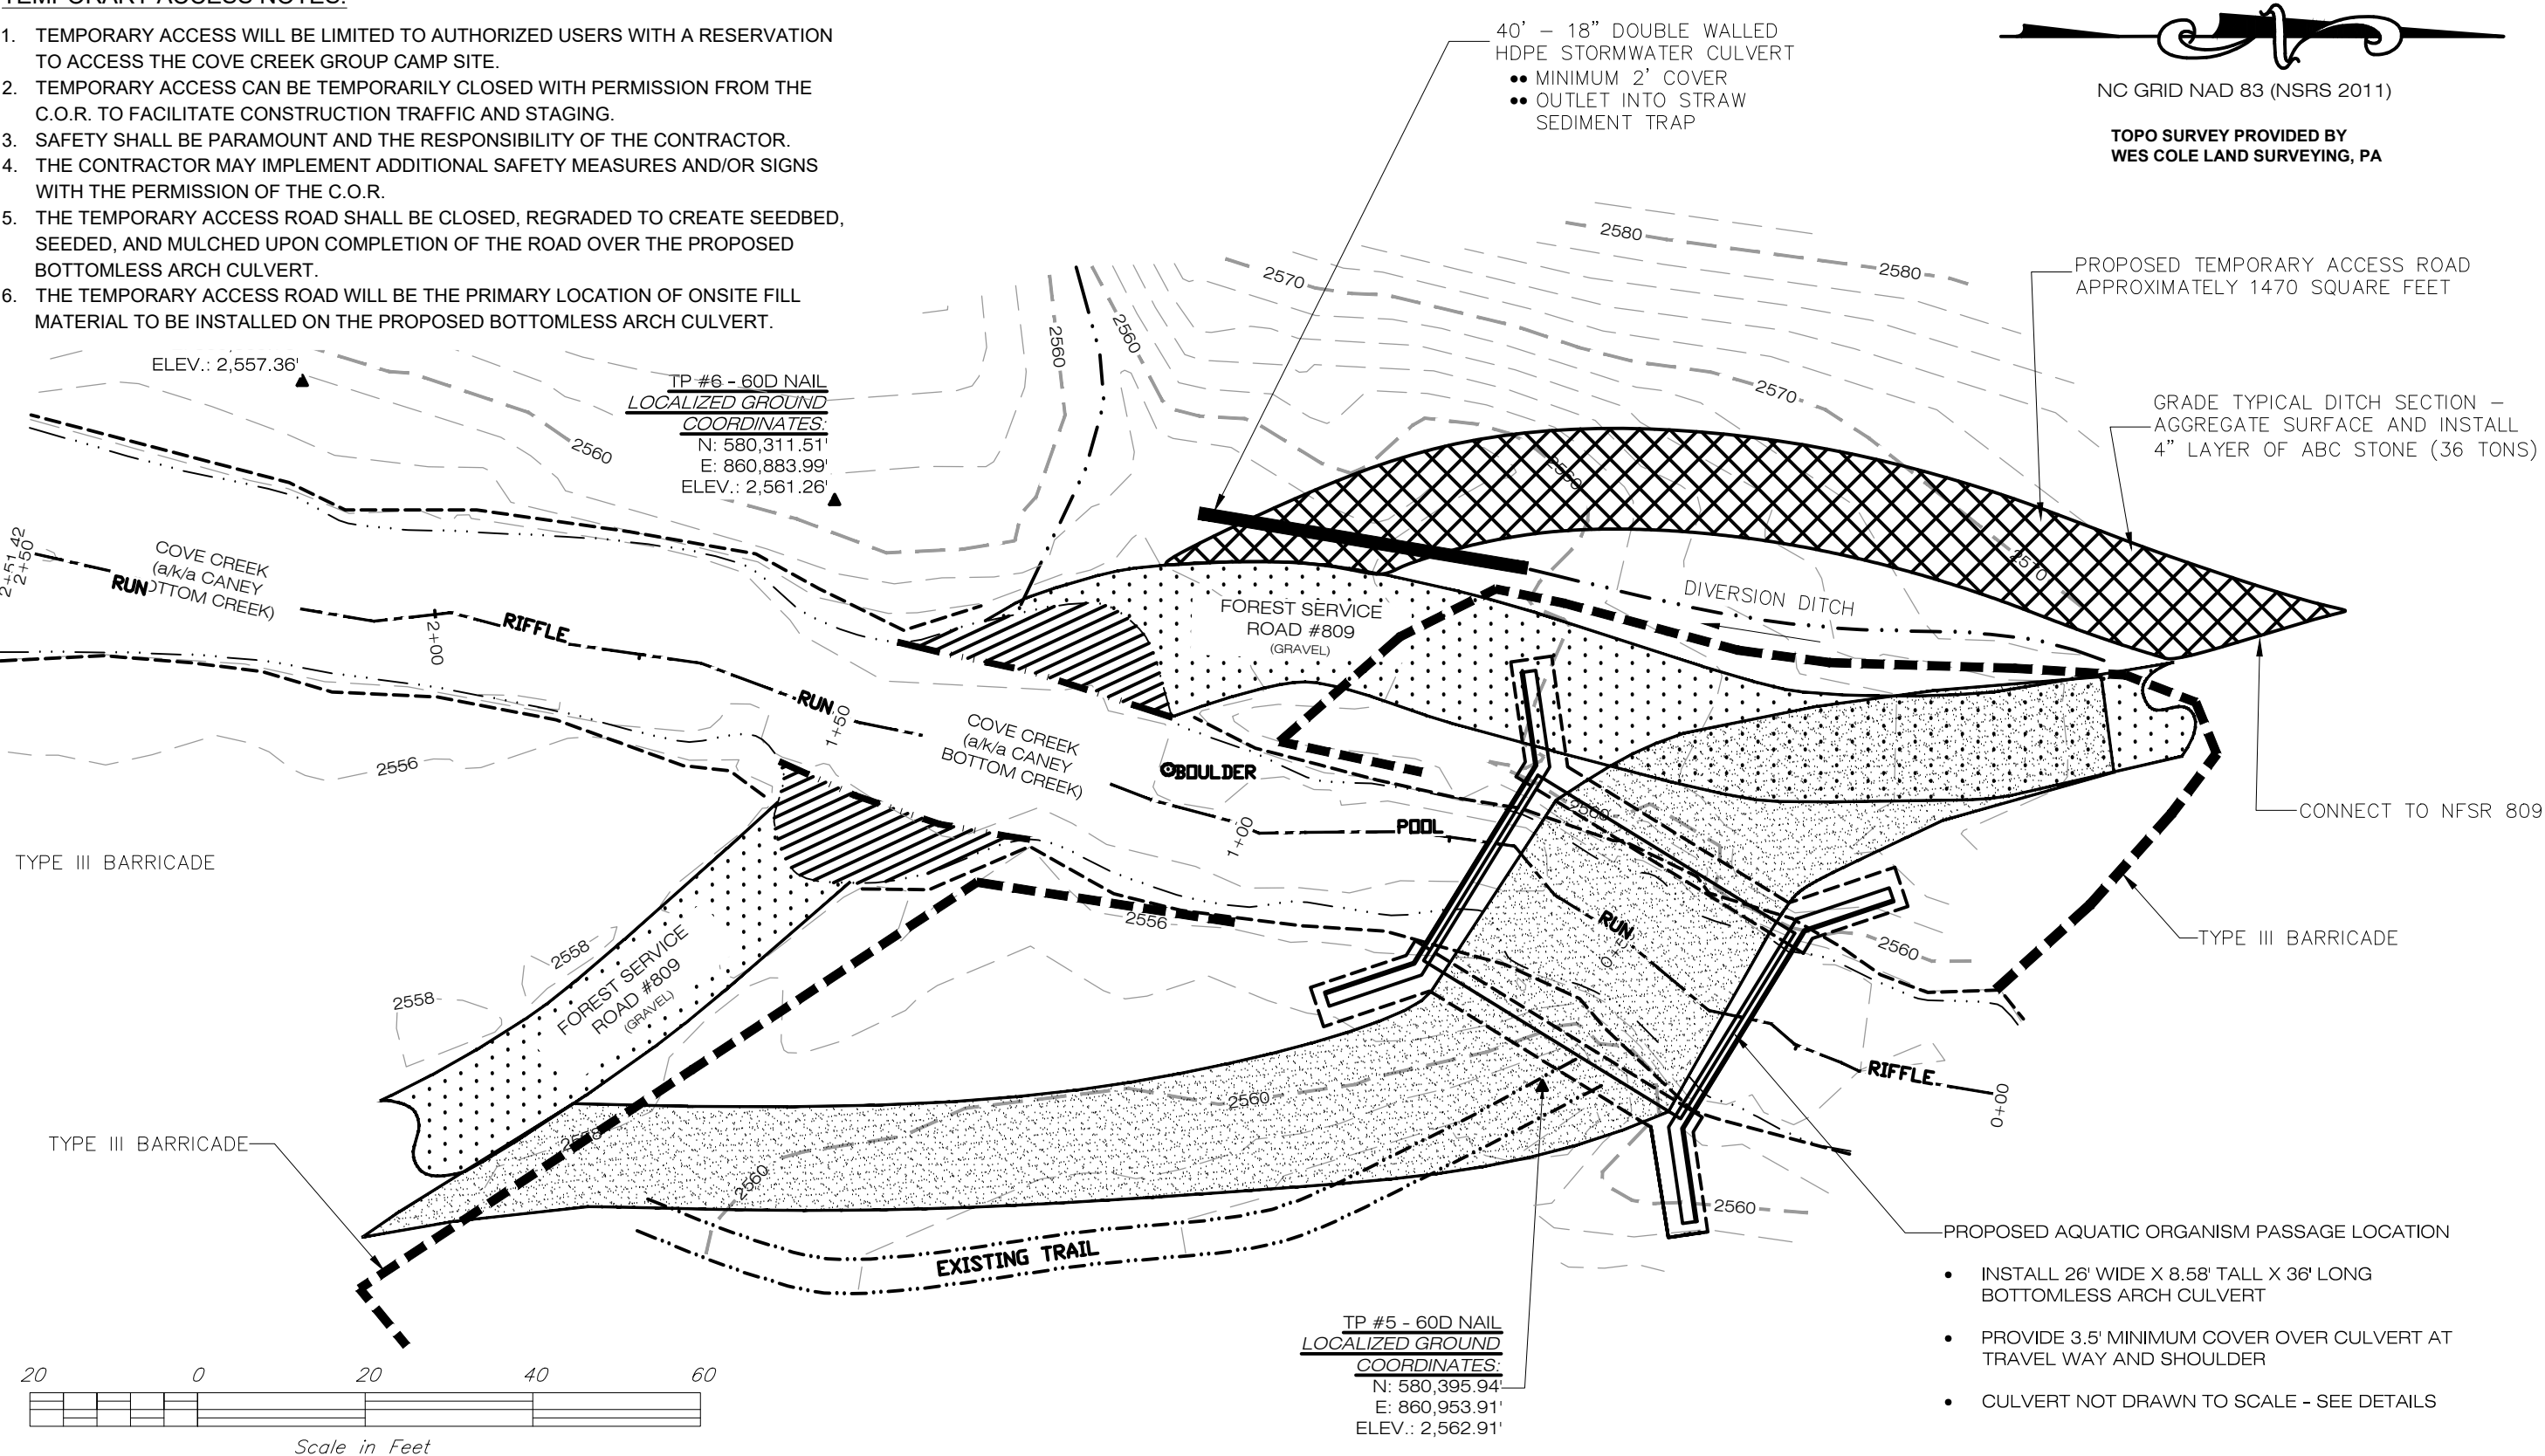 TEMPORARY ACCESS NOTES:
1. TEMPORARY ACCESS WILL BE LIMITED TO AUTHORIZED USERS WITH A RESERVATION
TO ACCESS THE COVE CREEK GROUP CAMP SITE.
2. TEMPORARY ACCESS CAN BE TEMPORARILY CLOSED WITH PERMISSION FROM THE
C.O.R. TO FACILITATE CONSTRUCTION TRAFFIC AND STAGING.
3. SAFETY SHALL BE PARAMOUNT AND THE RESPONSIBILITY OF THE CONTRACTOR.
4. THE CONTRACTOR MAY IMPLEMENT ADDITIONAL SAFETY MEASURES AND/OR SIGNS
WITH THE PERMISSION OF THE C.O.R.
5. THE TEMPORARY ACCESS ROAD SHALL BE CLOSED, REGRADED TO CREATE SEEDBED,
SEEDED, AND MULCHED UPON COMPLETION OF THE ROAD OVER THE PROPOSED
BOTTOMLESS ARCH CULVERT.
6. THE TEMPORARY ACCESS ROAD WILL BE THE PRIMARY LOCATION OF ONSITE FILL
MATERIAL TO BE INSTALLED ON THE PROPOSED BOTTOMLESS ARCH CULVERT.
40' - 18" DOUBLE WALLED
HDPE STORMWATER CULVERT
•• MINIMUM 2' COVER
•• OUTLET INTO STRAW
SEDIMENT TRAP
NC GRID NAD 83 (NSRS 2011)
TOPO SURVEY PROVIDED BY
WES COLE LAND SURVEYING, PA
PROPOSED TEMPORARY ACCESS ROAD
APPROXIMATELY 1470 SQUARE FEET
GRADE TYPICAL DITCH SECTION -
AGGREGATE SURFACE AND INSTALL
4" LAYER OF ABC STONE (36 TONS)
2580
2580
2570
2570
2560
2560
ELEV.: 2,557.36'
2560
TP #6 - 60D NAIL
LOCALIZED GROUND
COORDINATES:
N: 580,311.51'
E: 860,883.99'
ELEV.: 2,561.26'
2560
2570
2+51.42
2+50
COVE CREEK
(a/k/a CANEY
OTTOM CREEK)
RUN
2+00
RIFFLE
RUN
1+50
COVE CREEK
(a/k/a CANEY
BOTTOM CREEK)
BOULDER
1+00
POOL
FOREST SERVICE
ROAD #809
(GRAVEL)
DIVERSION DITCH
2560
CONNECT TO NFSR 809
2556
TYPE III BARRICADE
2556
RUN
2560
TYPE III BARRICADE
2558
2558
FOREST SERVICE
ROAD #809
(GRAVEL)
RIFFLE
0+00
TYPE III BARRICADE
2558
2560
2560
2560
EXISTING TRAIL
PROPOSED AQUATIC ORGANISM PASSAGE LOCATION
• INSTALL 26' WIDE X 8.58' TALL X 36' LONG
BOTTOMLESS ARCH CULVERT
• PROVIDE 3.5' MINIMUM COVER OVER CULVERT AT
TRAVEL WAY AND SHOULDER
• CULVERT NOT DRAWN TO SCALE - SEE DETAILS
TP #5 - 60D NAIL
LOCALIZED GROUND
COORDINATES:
N: 580,395.94'
E: 860,953.91'
ELEV.: 2,562.91'
20 0 20 40 60
Scale in Feet